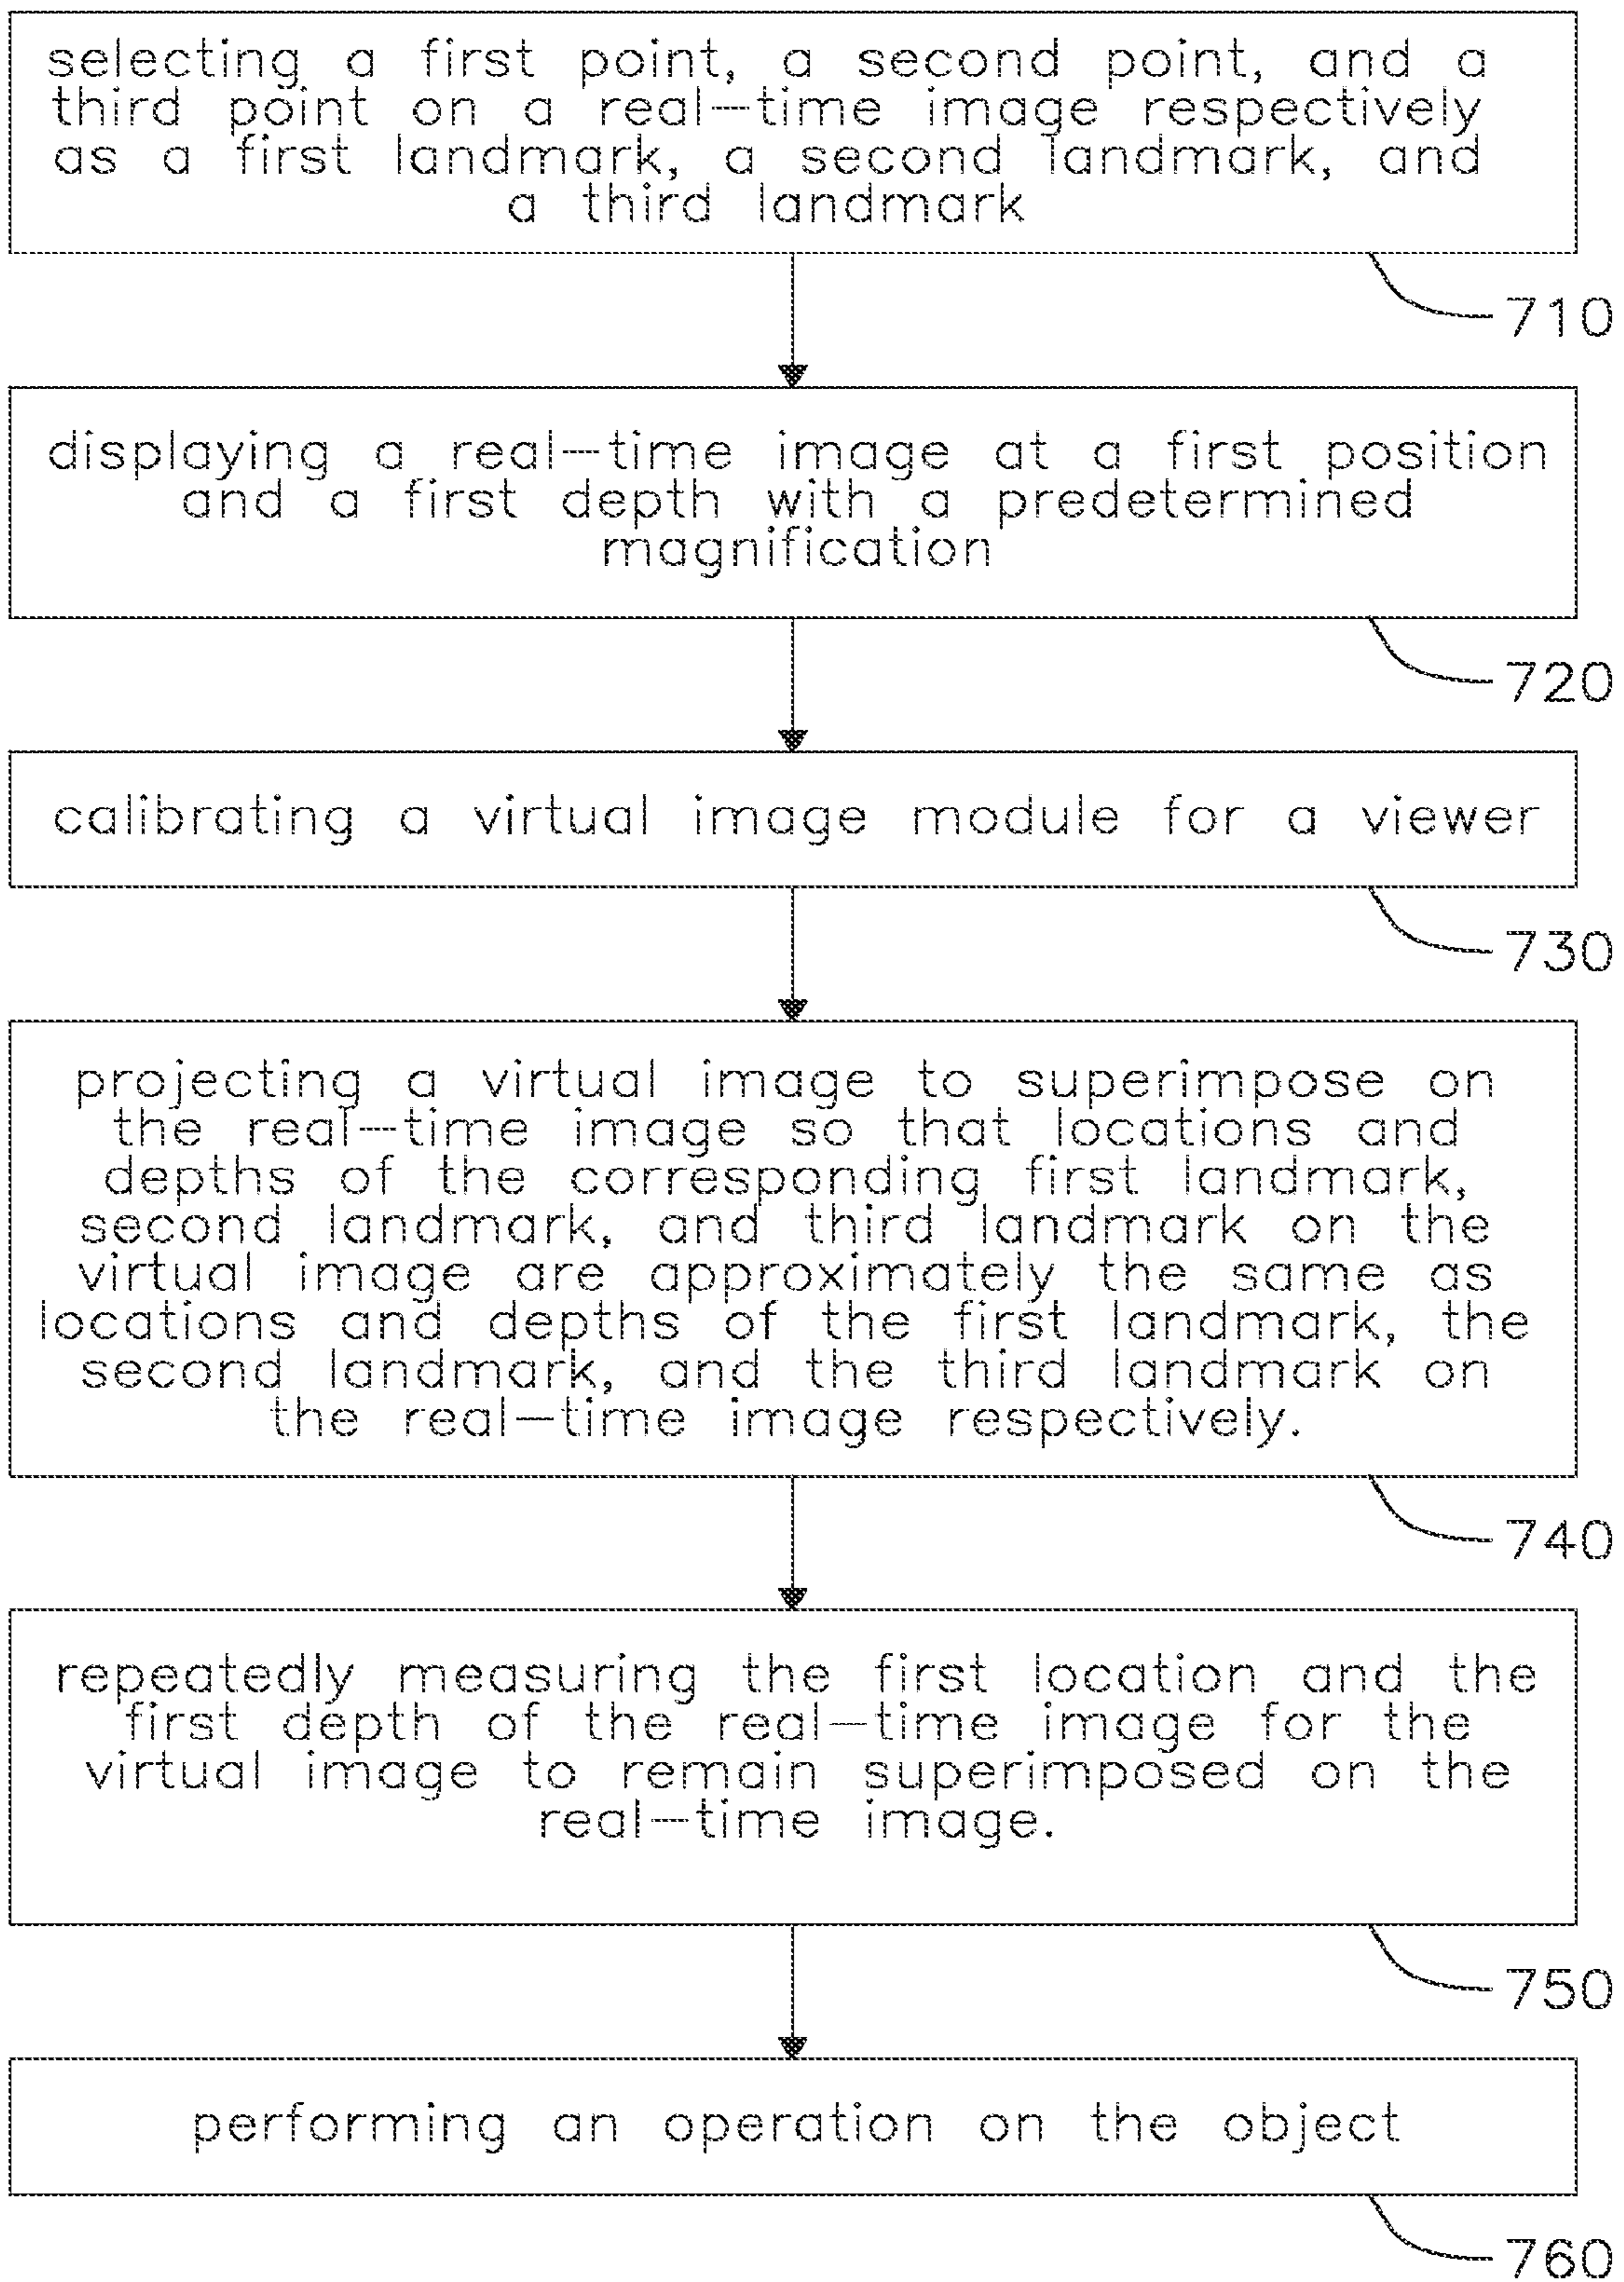 selecting a first point, a second point, and a
third point on a real-time image respectively
as a first landmark, a second landmark, and
a third landmark
710
displaying a real-time image at a first position
and a first depth with a predetermined
magnification
720
calibrating a virtual image module for a viewer
730
projecting a virtual image to superimpose on
the real-time image so that locations and
depths of the corresponding first landmark,
second landmark, and third landmark on the
virtual image are approximately the same as
locations and depths of the first landmark, the
second landmark, and the third landmark on
the real-time image respectively.
740
repeatedly measuring the first location and the
first depth of the real-time image for the
virtual image to remain superimposed on the
real-time image.
750
performing an operation on the object
760